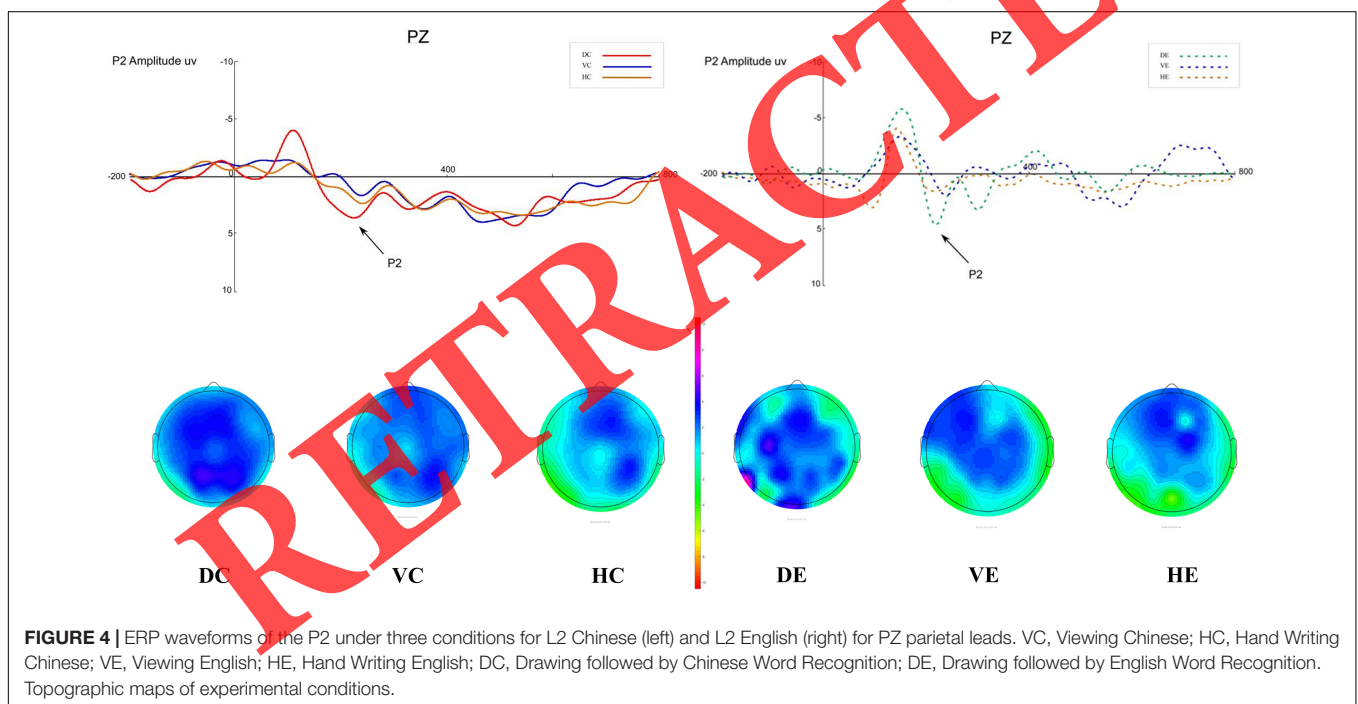 PZ
P2 Amplitude uv
-10
-5
-200
0
400
800
5
10
P2
DC
VC
HC
PZ
P2 Amplitude uv
-10
-5
-200
0
400
800
5
10
P2
DE
VE
HE
DC
VC
HC
DE
VE
HE
RETRACTE
FIGURE 4 | ERP waveforms of the P2 under three conditions for L2 Chinese (left) and L2 English (right) for PZ parietal leads. VC, Viewing Chinese; HC, Hand Writing
Chinese; VE, Viewing English; HE, Hand Writing English; DC, Drawing followed by Chinese Word Recognition; DE, Drawing followed by English Word Recognition.
Topographic maps of experimental conditions.